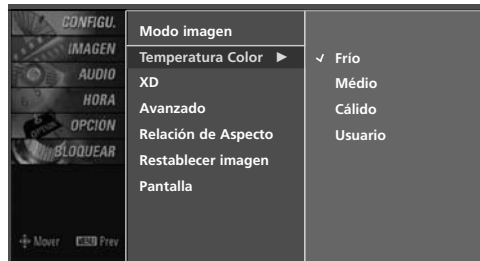 CONFIGU.
IMAGEN
AUDIO
HORA
OPCION
BLOQUEAR
Mover MENU Prev
Modo imagen
Temperatura Color ►
XD
Avanzado
Relación de Aspecto
Restablecer imagen
Pantalla
✓ Frío
Médio
Cálido
Usuario